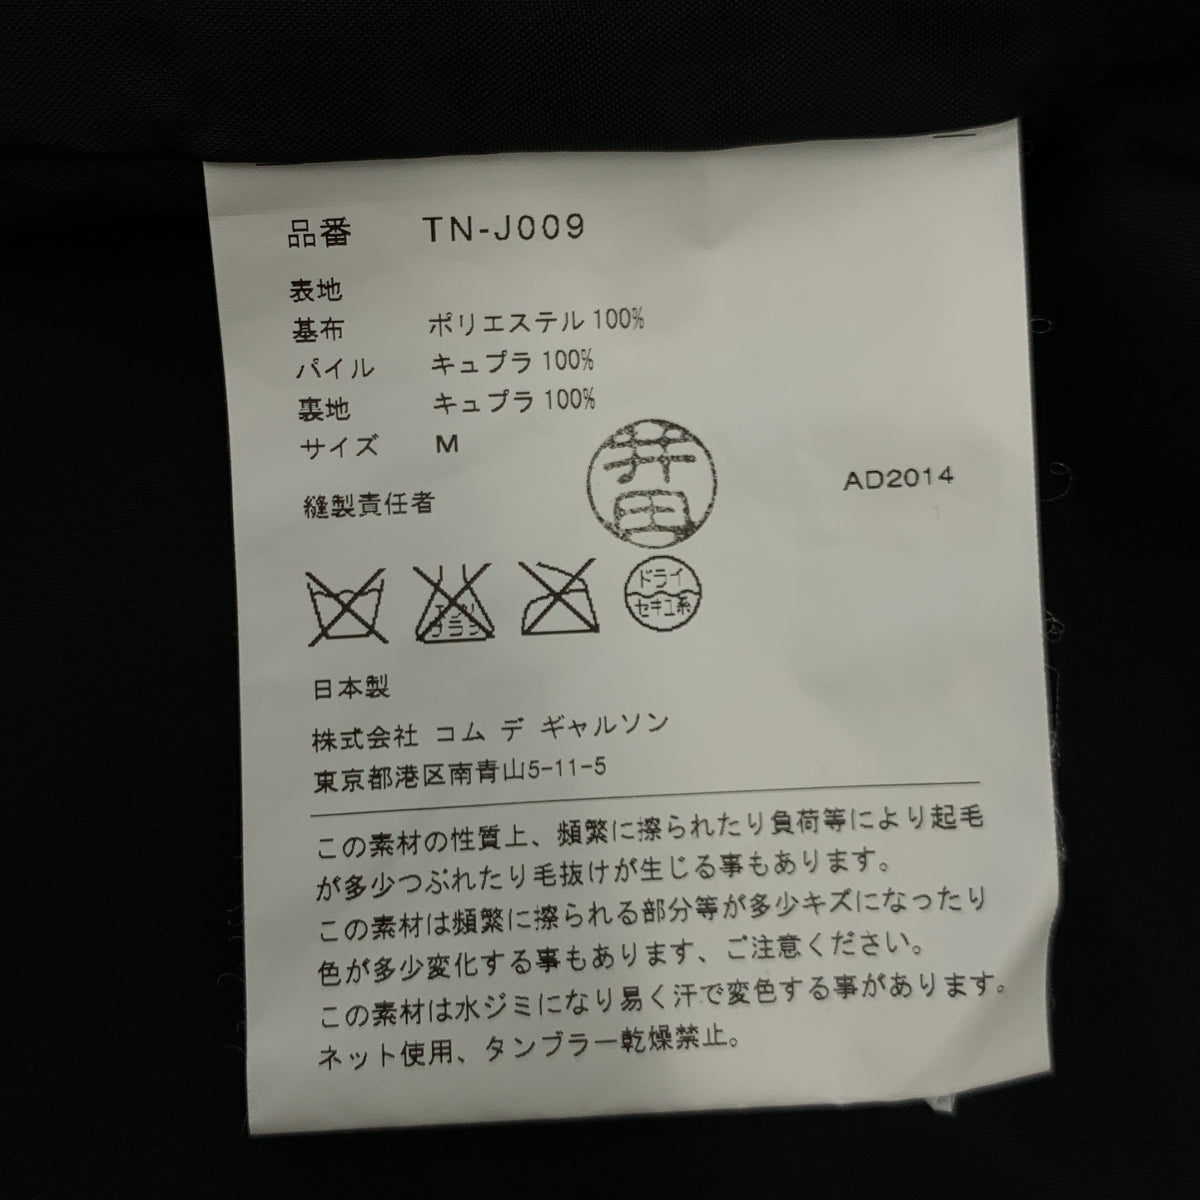 品番 TN-J009
表地
基布 ポリエステル 100%
パイル キュプラ 100%
裏地 キュプラ 100%
サイズ M
井田
AD2014
縫製責任者
エンソ
フラシ
ドライ
セキユ系
日本製
株式会社 コム デ ギャルソン
東京都港区南青山5-11-5
この素材の性質上、頻繁に擦られたり負荷等により起毛
が多少つぶれたり毛抜けが生じる事もあります。
この素材は頻繁に擦られる部分等が多少キズになったり
色が多少変化する事もあります、ご注意ください。
この素材は水ジミになり易く汗で変色する事があります。
ネット使用、タンブラー乾燥禁止。